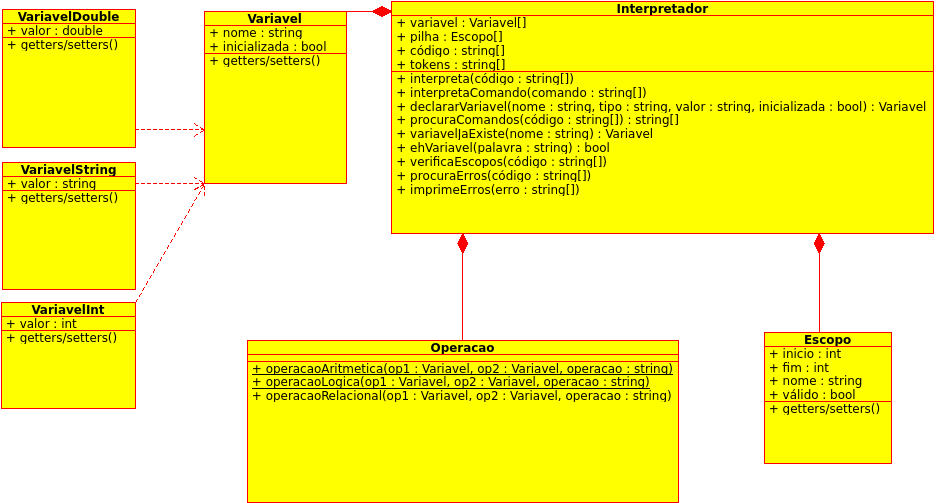 VariavelDouble
+ valor : double
+ getters/setters()
Variavel
+ nome : string
+ inicializada : bool
+ getters/setters()
Interpretador
+ variavel : Variavel[]
+ pilha : Escopo[]
+ código : string[]
+ tokens : string[]
+ interpreta(código : string[])
+ interpretaComando(comando : string[])
+ declararVariavel(nome : string, tipo : string, valor : string, inicializada : bool) : Variavel
+ procuraComandos(código : string[]) : string[]
+ variavelJaExiste(nome : string) : Variavel
+ ehVariavel(palavra : string) : bool
+ verificaEscopos(código : string[])
+ procuraErros(código : string[])
+ imprimeErros(erro : string[])
VariavelString
+ valor : string
+ getters/setters()
VariavelInt
+ valor : int
+ getters/setters()
Operacao
+ operacaoAritmetica(op1 : Variavel, op2 : Variavel, operacao : string)
+ operacaoLogica(op1 : Variavel, op2 : Variavel, operacao : string)
+ operacaoRelacional(op1 : Variavel, op2 : Variavel, operacao : string)
Escopo
+ inicio : int
+ fim : int
+ nome : string
+ válido : bool
+ getters/setters()